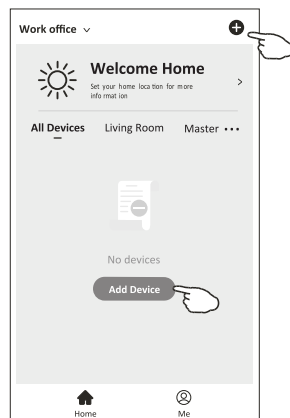 Work office
Welcome Home
Set your home loca tion for more
info rmat ion
All Devices Living Room Master
No devices
Add Device
Home Me